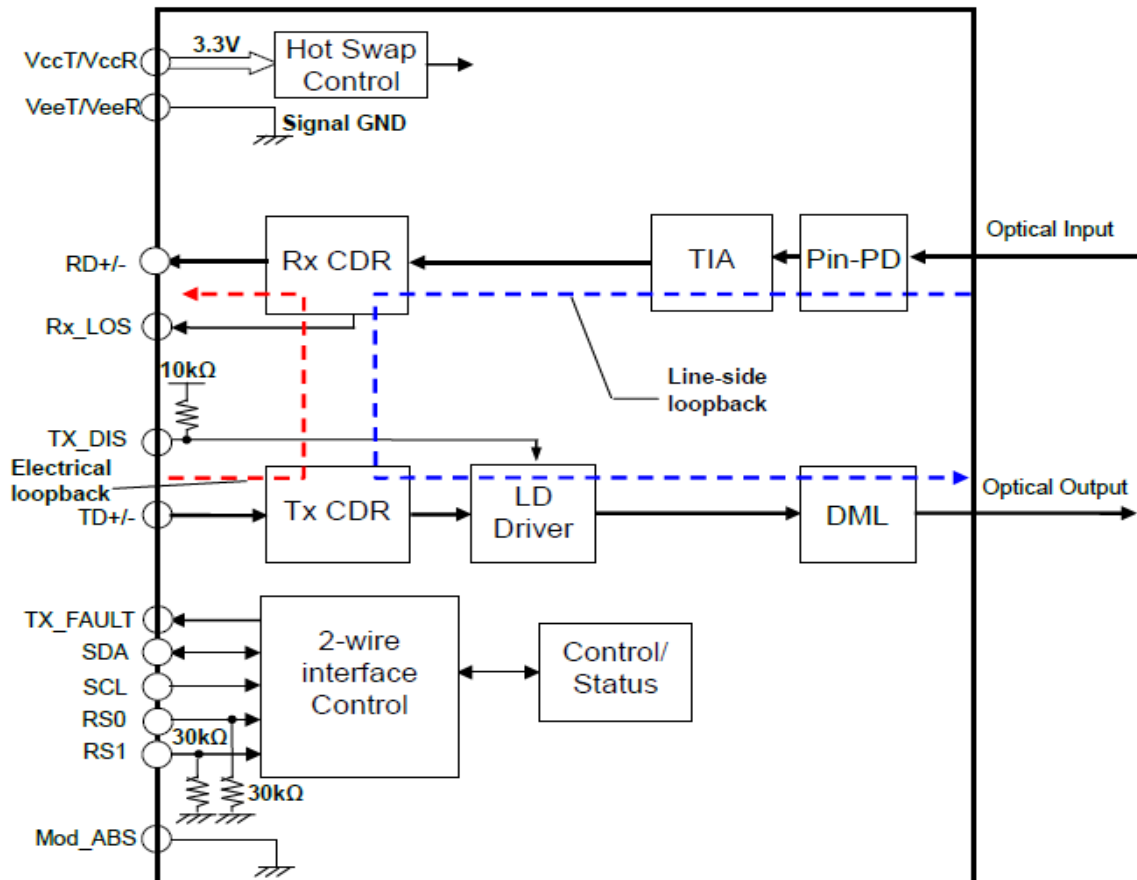 VccT/VccR
3.3V
Hot Swap
Control
VeeT/VeeR
Signal GND
Optical Input
RD+/-
Rx CDR
TIA
Pin-PD
Rx_LOS
10kΩ
Line-side
loopback
TX_DIS
Electrical
loopback
TD+/-
Tx CDR
LD
Driver
DML
Optical Output
TX_FAULT
SDA
SCL
RS0
RS1
2-wire
interface
Control
Control/
Status
30kΩ
30kΩ
Mod_ABS